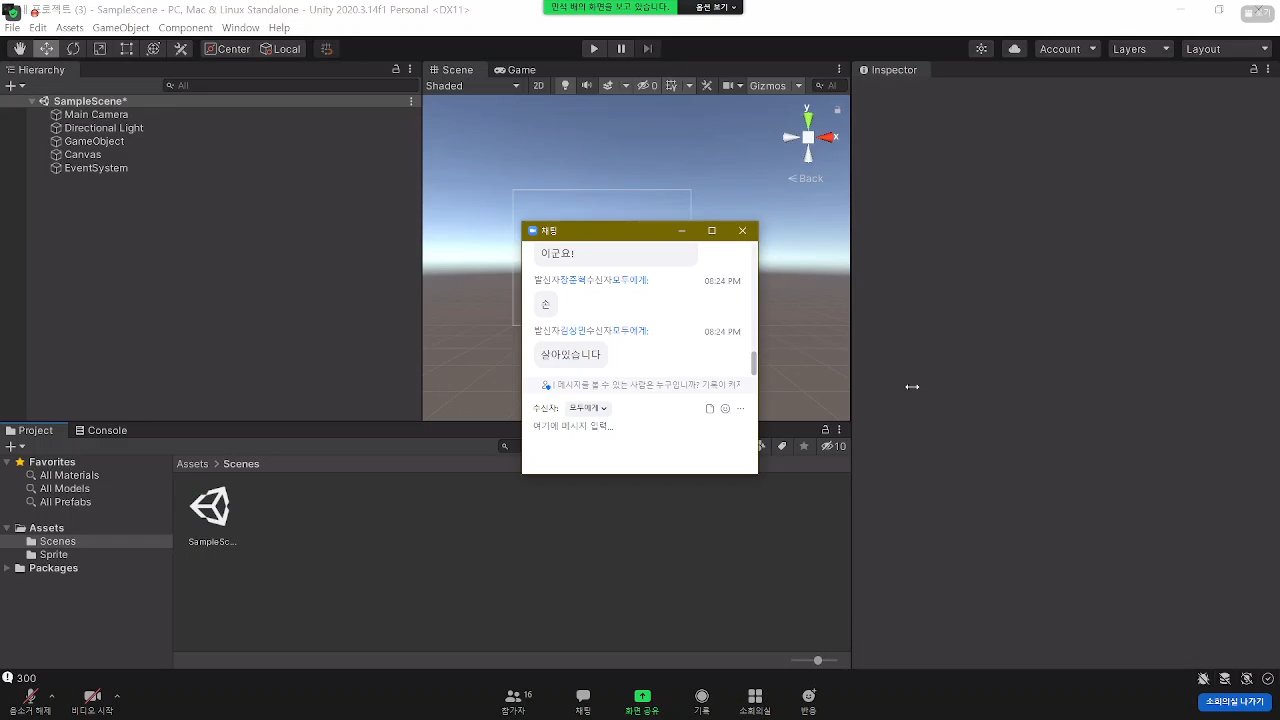 프로젝트 (3) - SampleScene - PC, Mac & Linux Standalone - Unity 2020.3.14f1 Personal <DX11>
민석 배의 화면을 보고 있습니다.
옵션 보기
보기
File Edit Assets GameObject Component Window Help
Center Local
Account Layers Layout
Hierarchy
All
SampleScene*
Main Camera
Directional Light
GameObject
Canvas
EventSystem
Scene Game
Shaded 2D 0 Gizmos Al
y
x
Back
Inspector
채팅
이군요!
발신자장준혁수신자모두에게: 08:24 PM
손
발신자김상민수신자모두에게: 08:24 PM
살아있습니다
메시지를 볼 수 있는 사람은 누구입니까? 기록이 켜져
수신자: 모두에게
여기에 메시지 입력...
Project Console
10
Favorites
All Materials
All Models
All Prefabs
Assets
Scenes
Sprite
Packages
Assets > Scenes
SampleSc...
300
음소거 해제
비디오 시작
16
참가자
채팅
화면 공유
기록
소회의실
반응
소회의실 나가기